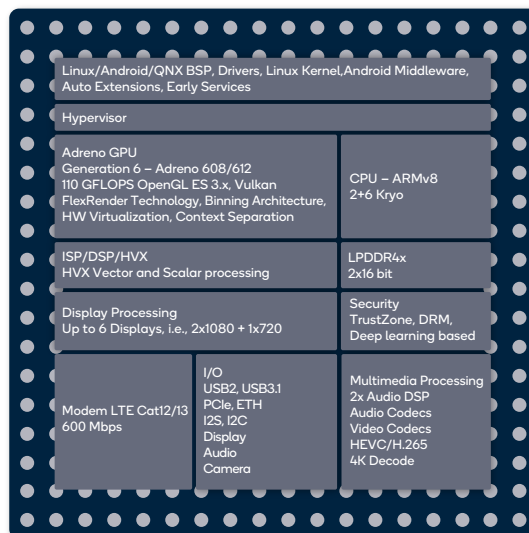 Linux/Android/QNX BSP, Drivers, Linux Kernel,Android Middleware,
Auto Extensions, Early Services
Hypervisor
Adreno GPU
Generation 6 – Adreno 608/612
110 GFLOPS OpenGL ES 3.x, Vulkan
FlexRender Technology, Binning Architecture,
HW Virtualization, Context Separation
CPU – ARMv8
2+6 Kryo
ISP/DSP/HVX
HVX Vector and Scalar processing
LPDDR4x
2x16 bit
Display Processing
Up to 6 Displays, i.e., 2x1080 + 1x720
Security
TrustZone, DRM,
Deep learning based
Modem LTE Cat12/13
600 Mbps
I/O
USB2, USB3.1
PCIe, ETH
I2S, I2C
Display
Audio
Camera
Multimedia Processing
2x Audio DSP
Audio Codecs
Video Codecs
HEVC/H.265
4K Decode